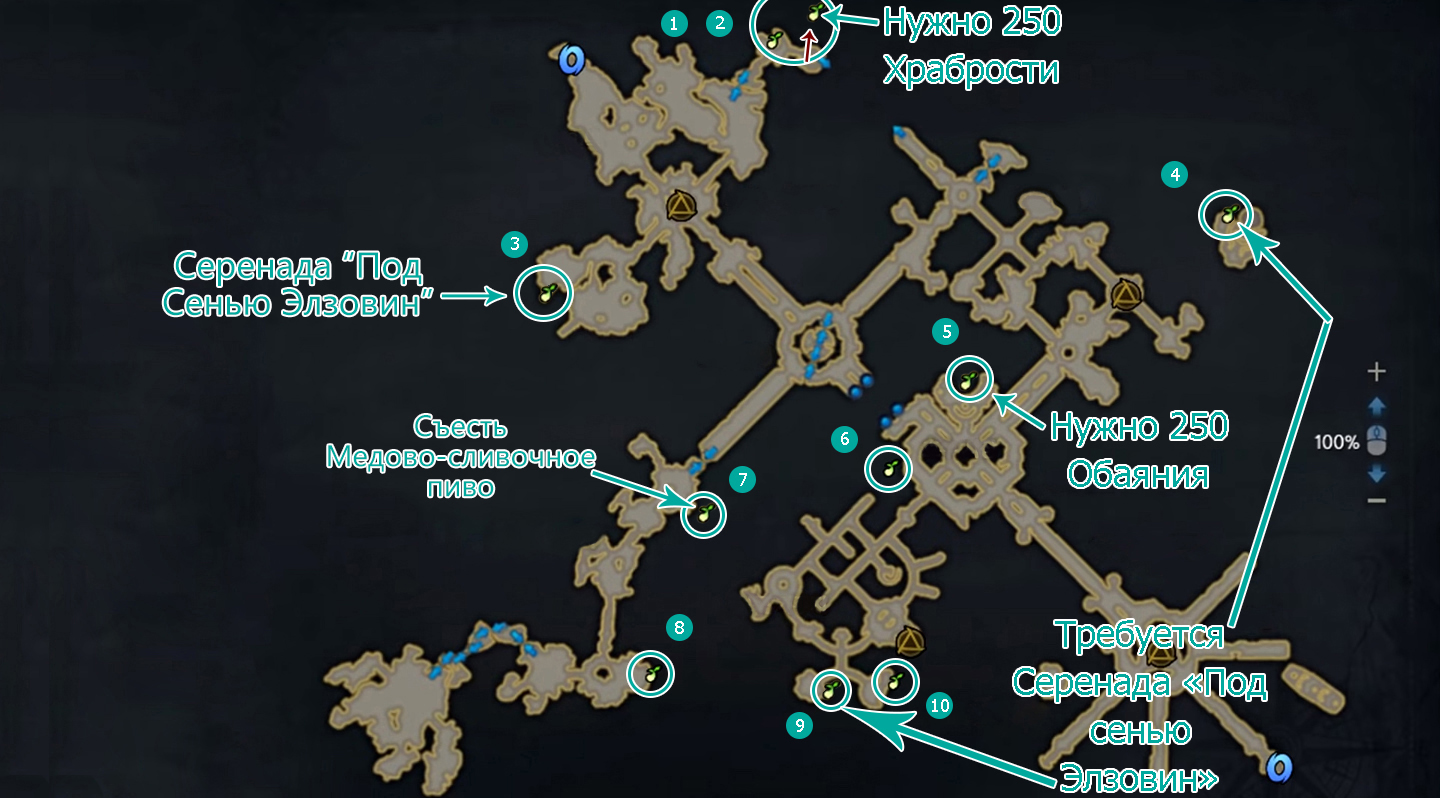 1
2
Нужно 250
Храбрости
4
3
Серенада “Под
Сенью Элзовин”
5
Нужно 250
Обаяния
6
100%
Съесть
Медово-сливочное
пиво
7
8
9
10
Требуется
Серенада «Под
сенью
Элзовин»